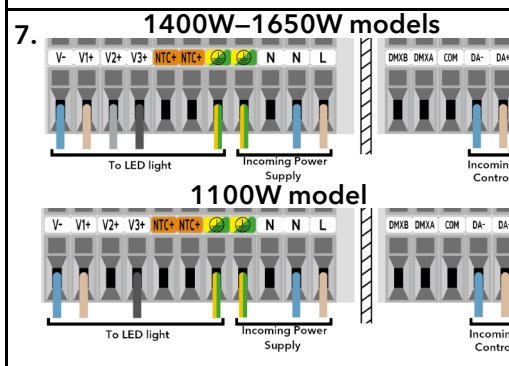 7.
1400W–1650W models
V- V1+ V2+ V3+ NTC+ NTC+ N N L DMXB DMXA COM DA- DA+
To LED light
Incoming Power
Supply
1100W model
V- V1+ V2+ V3+ NTC+ NTC+ N N L DMXB DMXA COM DA-
To LED light
Incoming Power
Supply